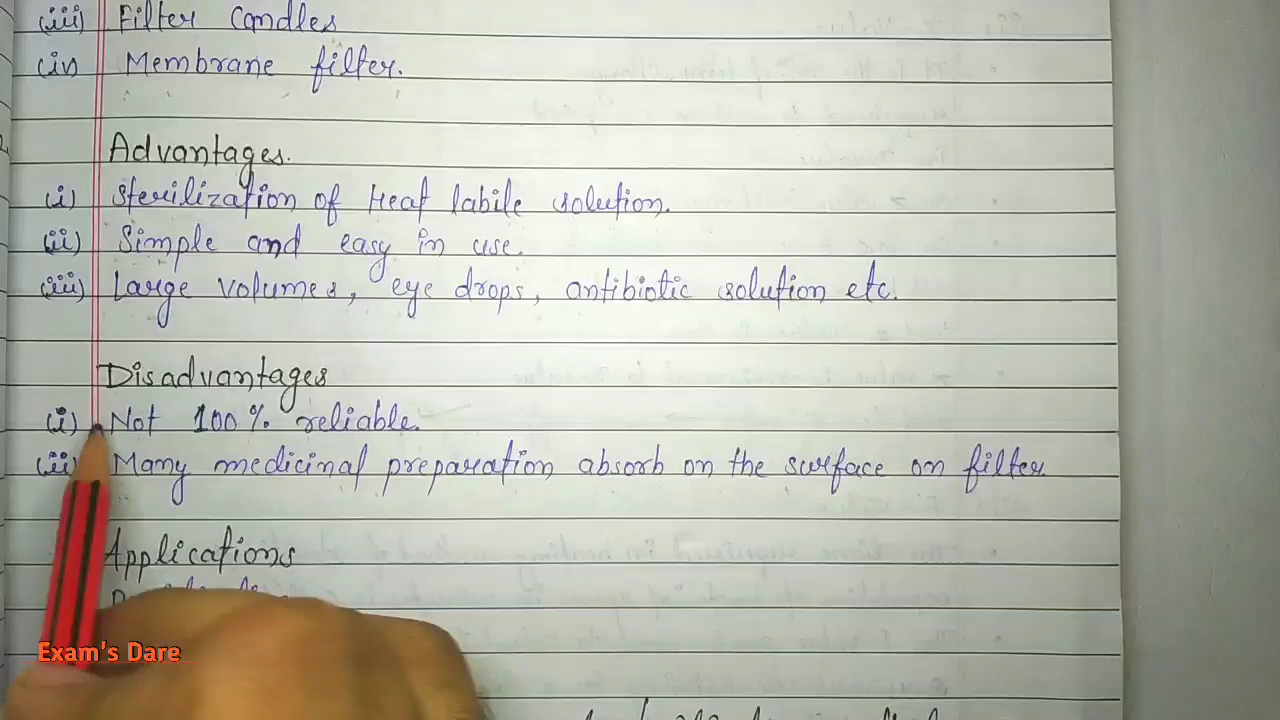 (iii) Filter Candles
(iv) Membrane filter.
Advantages.
(i) Sterilization of Heat labile solution.
(ii) Simple and easy in use.
(iii) Large volumes, eye drops, antibiotic solution etc.
Disadvantages
(i) Not 100% reliable.
(ii) Many medicinal preparation absorb on the surface on filter
Applications
Exam's Dare